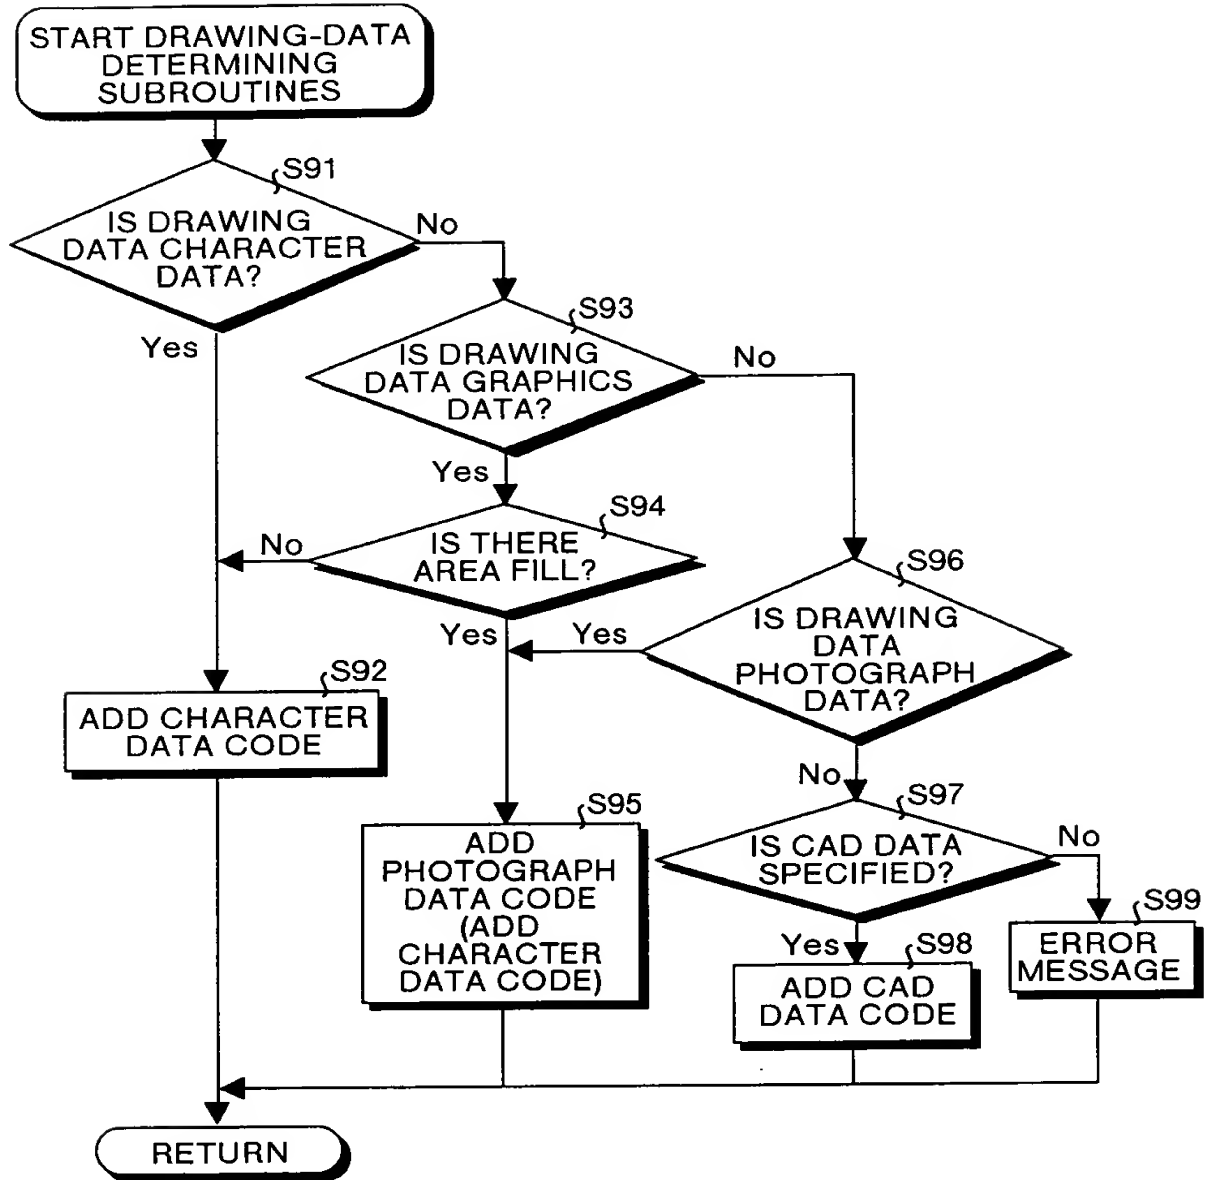 START DRAWING-DATA
DETERMINING
SUBROUTINES
S91
IS DRAWING
DATA CHARACTER
DATA?
No
Yes
S93
IS DRAWING
DATA GRAPHICS
DATA?
No
Yes
S94
IS THERE
AREA FILL?
No
Yes
S96
IS DRAWING
DATA
PHOTOGRAPH
DATA?
Yes
No
S92
ADD CHARACTER
DATA CODE
S95
ADD
PHOTOGRAPH
DATA CODE
(ADD
CHARACTER
DATA CODE)
S97
IS CAD DATA
SPECIFIED?
No
Yes
S98
ADD CAD
DATA CODE
S99
ERROR
MESSAGE
RETURN